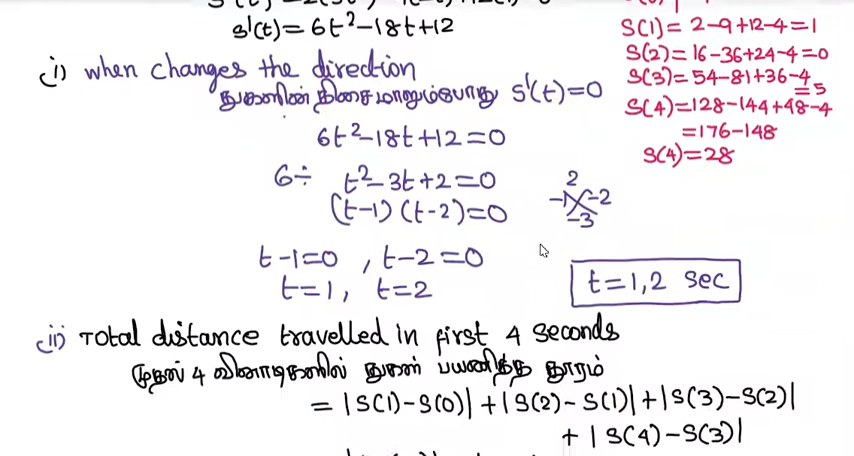 s'(t)=6t²-18t+12
(i) when changes the direction
துகளின் திசைமாறும்போது s'(t)=0
6t²-18t+12=0
6÷ t²-3t+2=0
(t-1)(t-2)=0
2
-1 -2
-3
t-1=0 , t-2=0
t=1, t=2
t=1,2 sec
S(1)=2-9+12-4=1
S(2)=16-36+24-4=0
S(3)=54-81+36-4
=5
S(4)=128-144+48-4
=176-148
S(4)=28
(ii) Total distance travelled in first 4 seconds
முதல் 4 வினாடிகளில் துகள் பயணித்த தூரம்
=|S(1)-S(0)|+|S(2)-S(1)|+|S(3)-S(2)|
+|S(4)-S(3)|